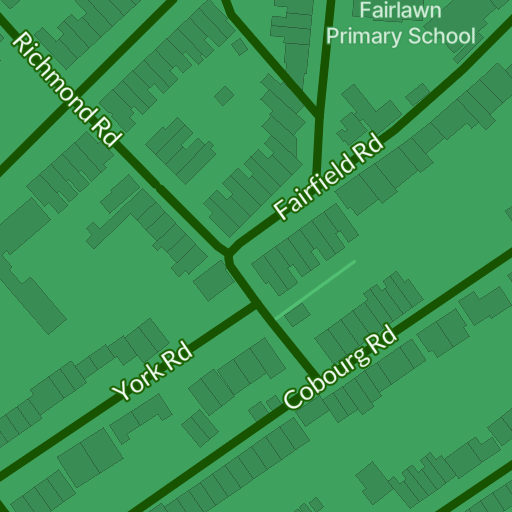 Fairlawn
Primary School
Richmond Rd
Fairfield Rd
York Rd
Cobourg Rd